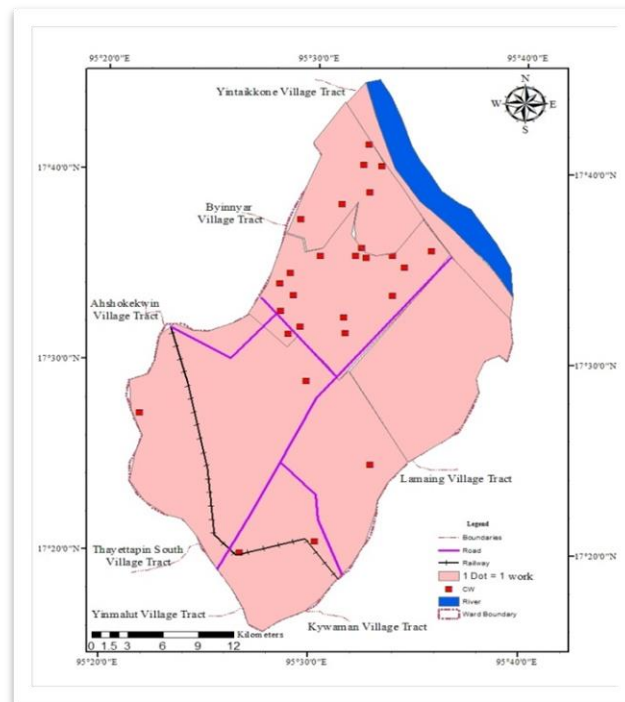 95°20'0"N 95°30'0"E 95°40'0"E
Yintaikkone Village Tract
N
W E
S
17°40'0"N 17°40'0"N
Byinnyar
Village Tract
Ahshokekwin
Village Tract
17°30'0"N 17°30'0"N
Lamaing Village Tract
Legend
Boundaries
Road
Railway
1 Dot = 1 work
CW
River
Ward Boundary
17°20'0"N 17°20'0"N
Thayettapin South
Village Tract
Yinmalut Village Tract
Kywaman Village Tract
Kilometers
0 1.5 3 6 9 12
95°20'0"E 95°30'0"E 95°40'0"E